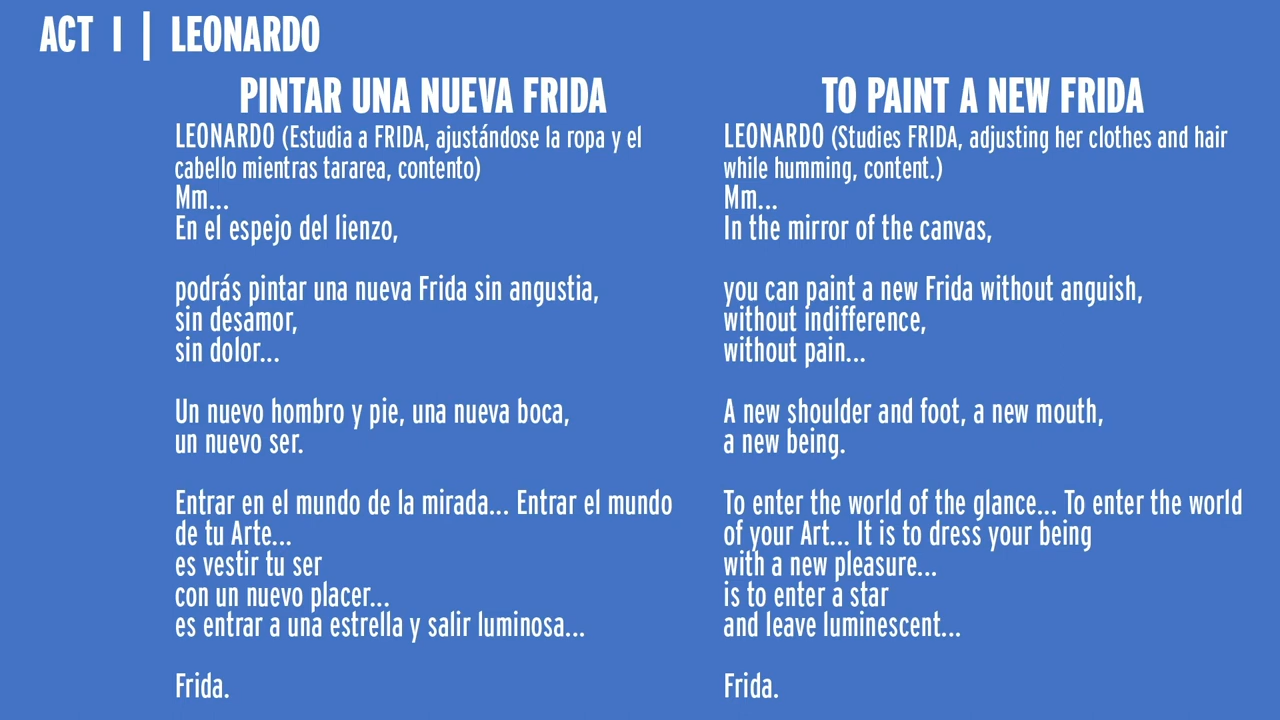 ACT I | LEONARDO
PINTAR UNA NUEVA FRIDA
LEONARDO (Estudia a FRIDA, ajustándose la ropa y el
cabello mientras tararea, contento)
Mm...
En el espejo del lienzo,
podrás pintar una nueva Frida sin angustia,
sin desamor,
sin dolor...
Un nuevo hombro y pie, una nueva boca,
un nuevo ser.
Entrar en el mundo de la mirada... Entrar el mundo
de tu Arte...
es vestir tu ser
con un nuevo placer...
es entrar a una estrella y salir luminosa...
Frida.
TO PAINT A NEW FRIDA
LEONARDO (Studies FRIDA, adjusting her clothes and hair
while humming, content.)
Mm...
In the mirror of the canvas,
you can paint a new Frida without anguish,
without indifference,
without pain...
A new shoulder and foot, a new mouth,
a new being.
To enter the world of the glance... To enter the world
of your Art... It is to dress your being
with a new pleasure...
is to enter a star
and leave luminescent...
Frida.